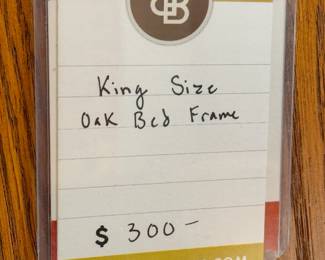 King Size
Oak Bed Frame
$ 300-